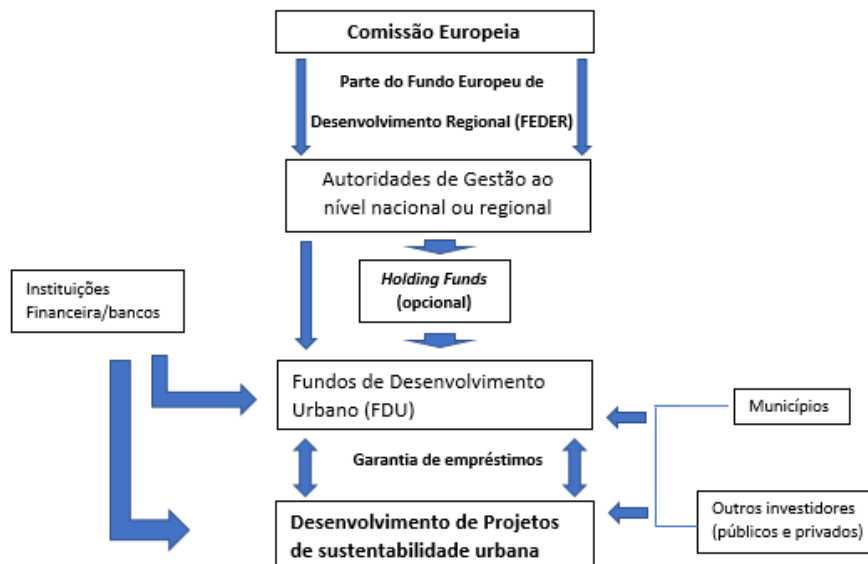 Comissão Europeia
Parte do Fundo Europeu de
Desenvolvimento Regional (FEDER)
Autoridades de Gestão ao
nível nacional ou regional
Holding Funds
(opcional)
Instituições
Financeira/bancos
Fundos de Desenvolvimento
Urbano (FDU)
Municípios
Garantia de empréstimos
Desenvolvimento de Projetos
de sustentabilidade urbana
Outros investidores
(públicos e privados)